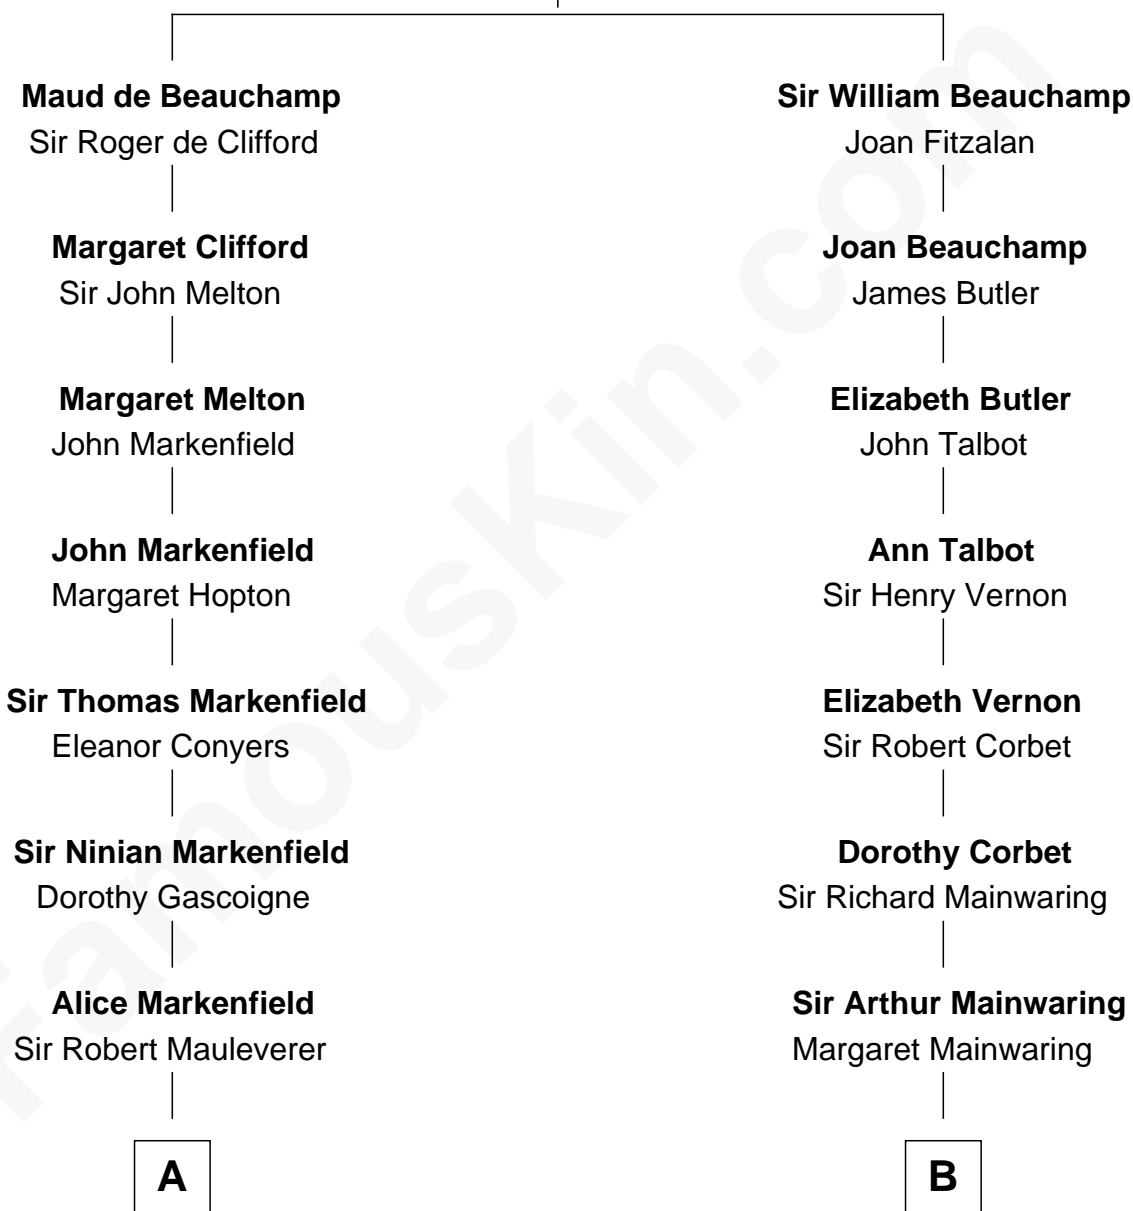 Maud de Beauchamp
Sir Roger de Clifford
Margaret Clifford
Sir John Melton
Margaret Melton
John Markenfield
John Markenfield
Margaret Hopton
Sir Thomas Markenfield
Eleanor Conyers
Sir Ninian Markenfield
Dorothy Gascoigne
Alice Markenfield
Sir Robert Mauleverer
A
Sir William Beauchamp
Joan Fitzalan
Joan Beauchamp
James Butler
Elizabeth Butler
John Talbot
Ann Talbot
Sir Henry Vernon
Elizabeth Vernon
Sir Robert Corbet
Dorothy Corbet
Sir Richard Mainwaring
Sir Arthur Mainwaring
Margaret Mainwaring
B
FamousKin.com